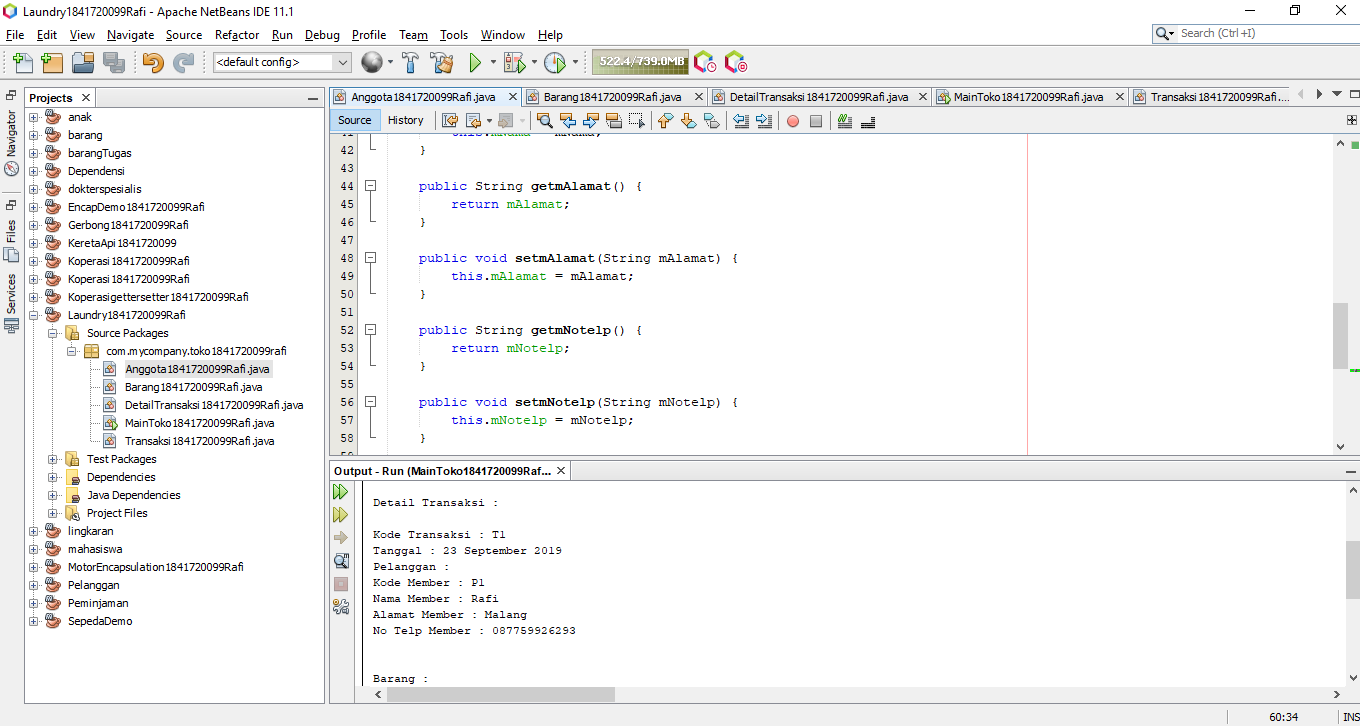 Laundry1841720099Rafi - Apache NetBeans IDE 11.1
File Edit View Navigate Source Refactor Run Debug Profile Team Tools Window Help
Search (Ctrl+I)
<default config>
522.4/739.0MB
Projects
Navigator
Files
Services
anak
barang
barangTugas
Dependensi
dokterspesialis
EncapDemo1841720099Rafi
Gerbong1841720099Rafi
KeretaApi1841720099
Koperasi1841720099Rafi
Koperasi1841720099Rafi
Koperasigettersetter1841720099Rafi
Laundry1841720099Rafi
Source Packages
com.mycompany.toko1841720099rafi
Anggota1841720099Rafi.java
Barang1841720099Rafi.java
DetailTransaksi1841720099Rafi.java
MainToko1841720099Rafi.java
Transaksi1841720099Rafi.java
Test Packages
Dependencies
Java Dependencies
Project Files
lingkaran
mahasiswa
MotorEncapsulation1841720099Rafi
Pelanggan
Peminjaman
SepedaDemo
Anggota1841720099Rafi.java Barang1841720099Rafi.java DetailTransaksi1841720099Rafi.java MainToko1841720099Rafi.java Transaksi1841720099Rafi....
Source History
41 this.mNama = mNama;
42 }
43
44 public String getmAlamat() {
45 return mAlamat;
46 }
47
48 public void setmAlamat(String mAlamat) {
49 this.mAlamat = mAlamat;
50 }
51
52 public String getmNotelp() {
53 return mNotelp;
54 }
55
56 public void setmNotelp(String mNotelp) {
57 this.mNotelp = mNotelp;
58 }
Output - Run (MainToko1841720099Raf...
Detail Transaksi :
Kode Transaksi : T1
Tanggal : 23 September 2019
Pelanggan :
Kode Member : P1
Nama Member : Rafi
Alamat Member : Malang
No Telp Member : 087759926293
Barang :
60:34 INS